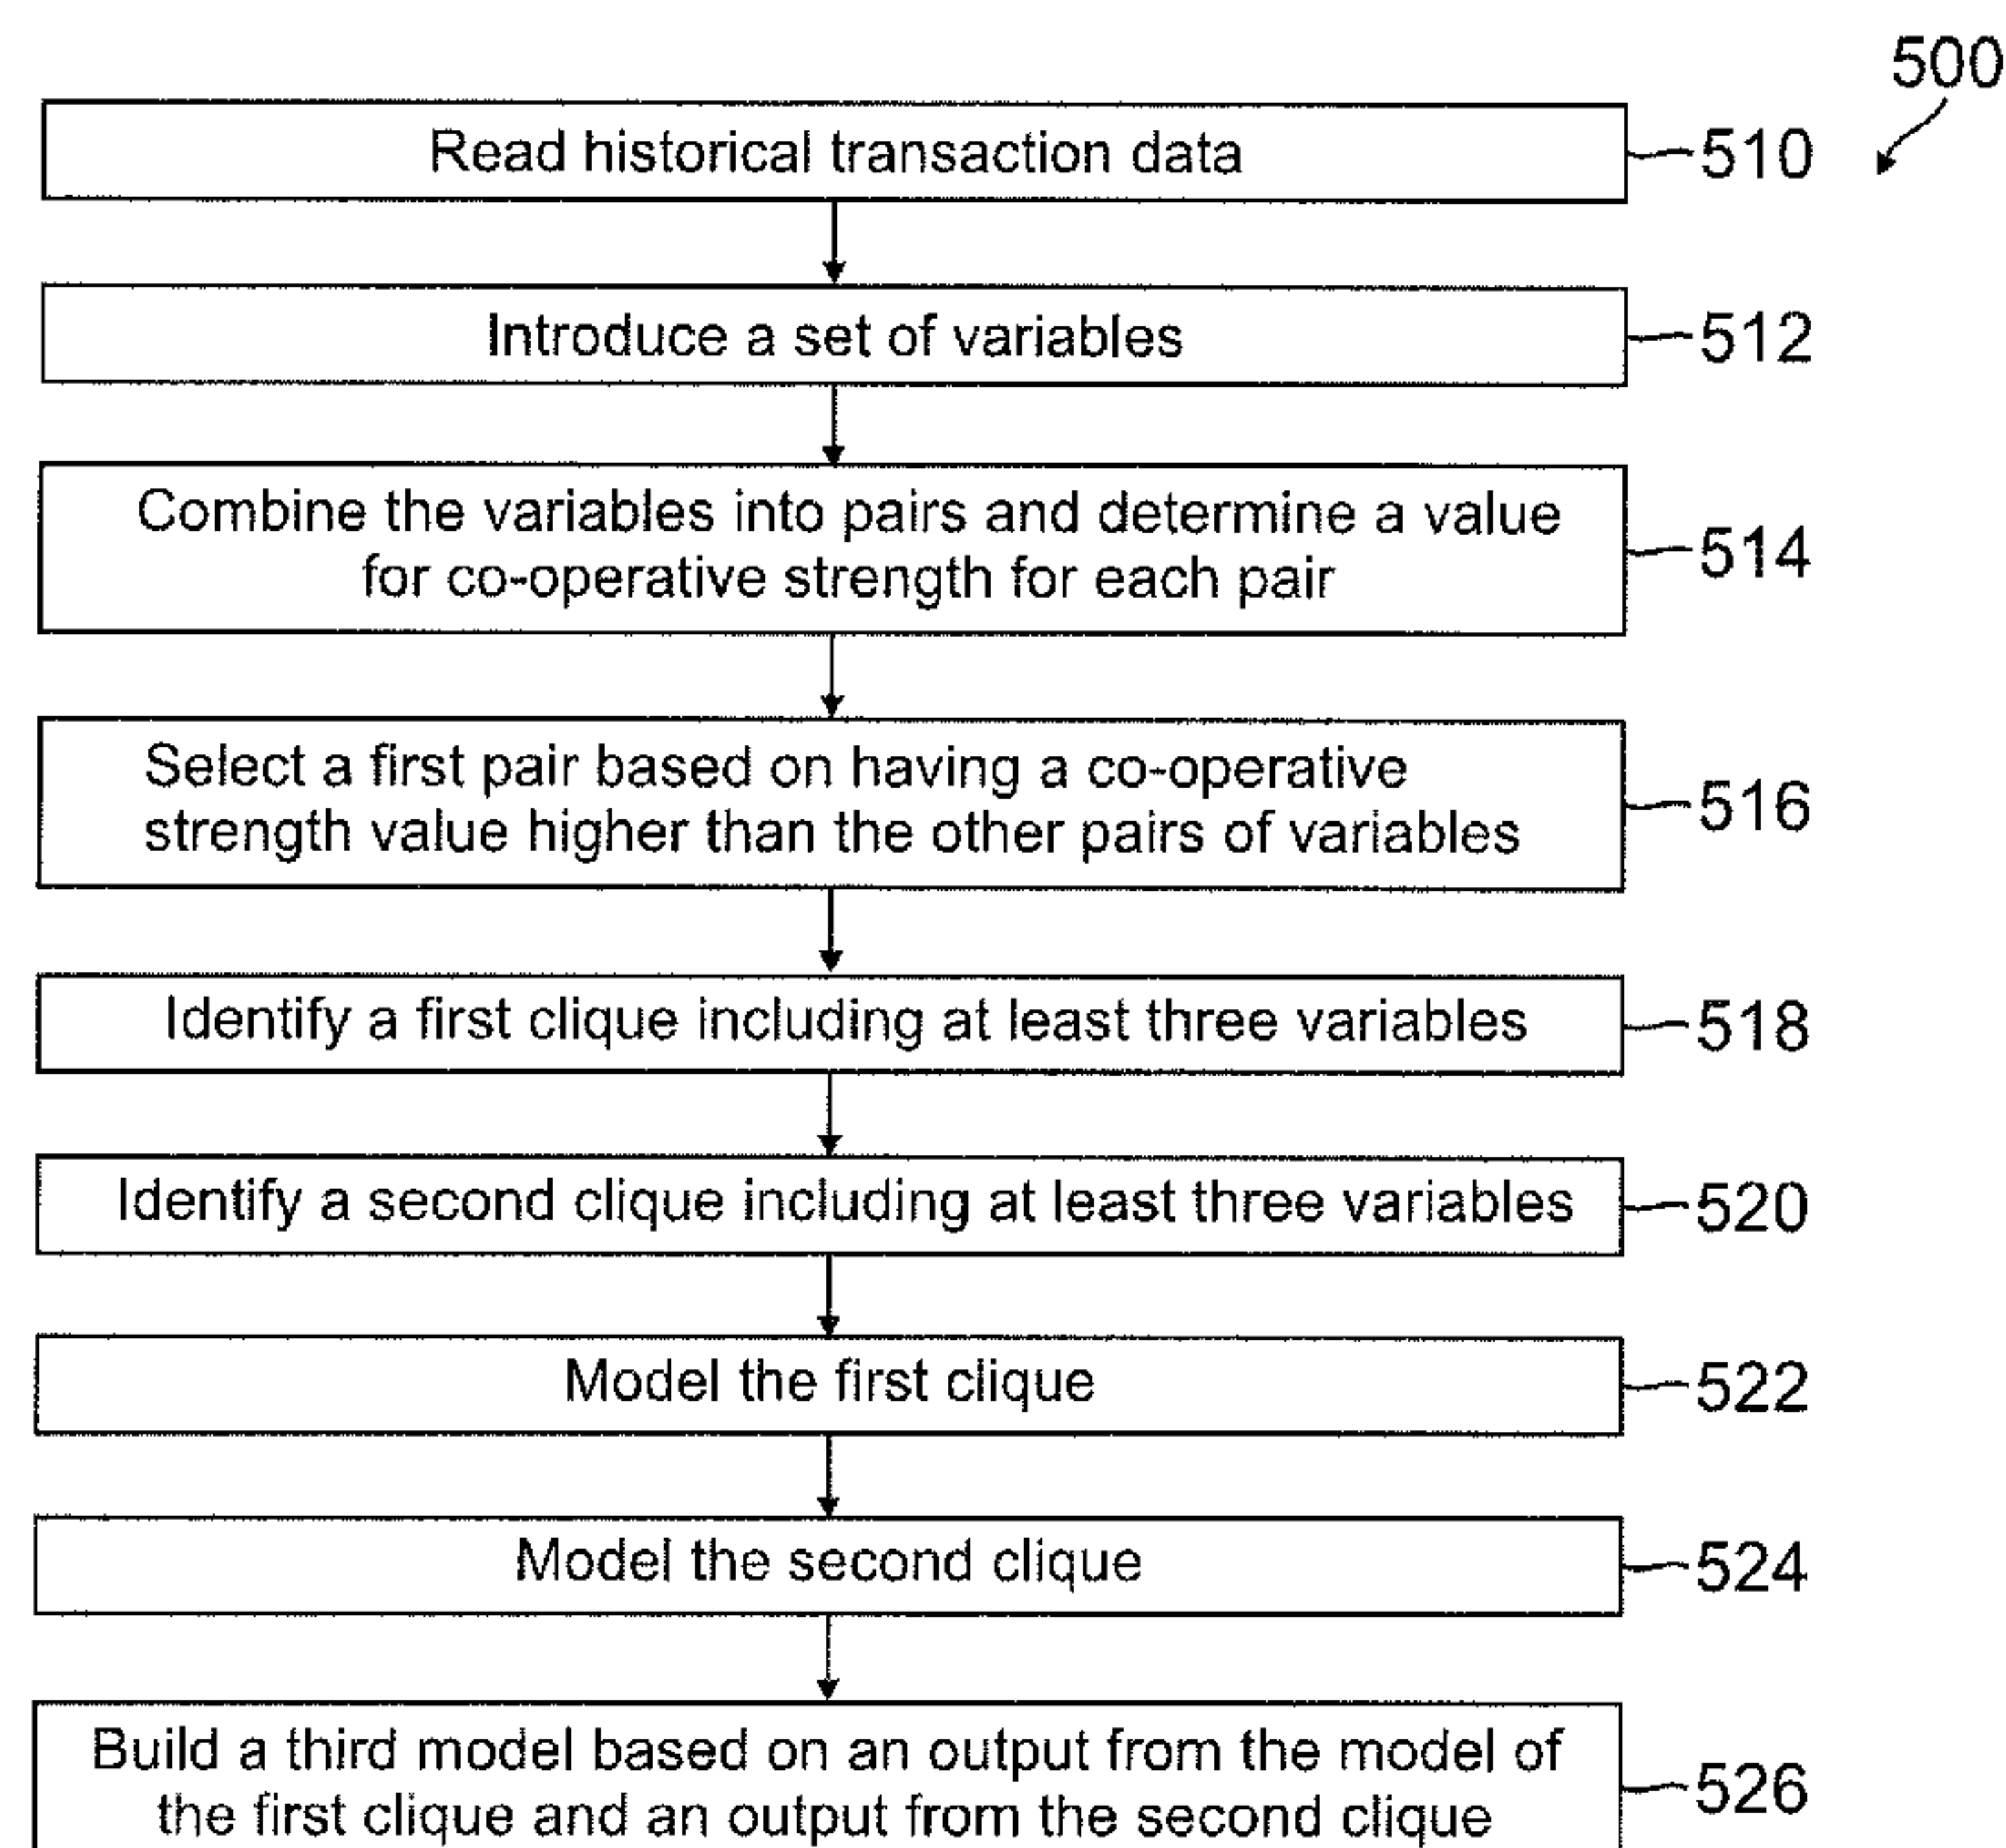 500
Read historical transaction data
510
Introduce a set of variables
512
Combine the variables into pairs and determine a value
for co-operative strength for each pair
514
Select a first pair based on having a co-operative
strength value higher than the other pairs of variables
516
Identify a first clique including at least three variables
518
Identify a second clique including at least three variables
520
Model the first clique
522
Model the second clique
524
Build a third model based on an output from the model of
the first clique and an output from the second clique
526